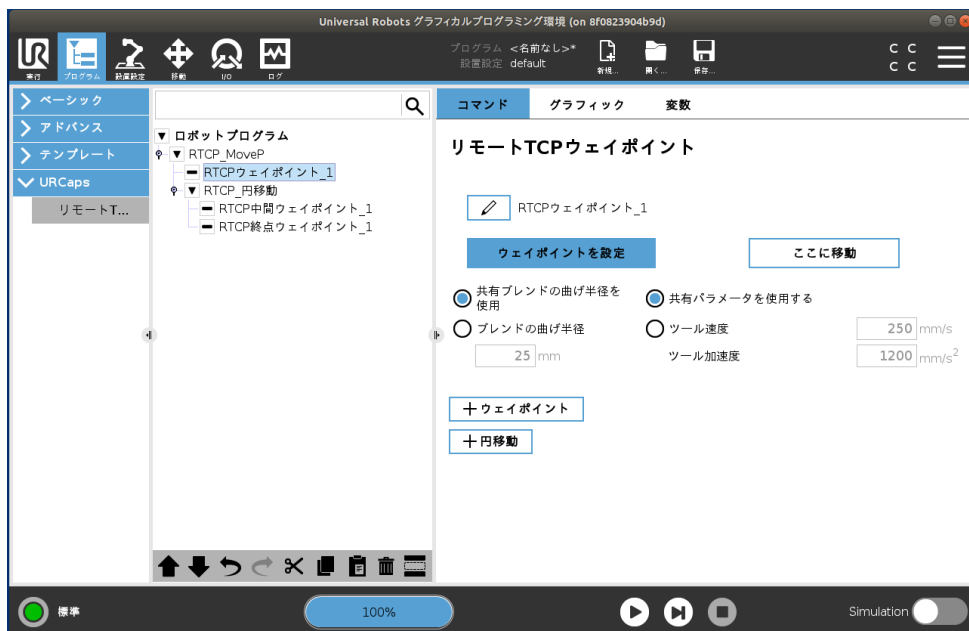 Universal Robots グラフィカルプログラミング環境 (on 8f0823904b9d)
UR
実行
プログラム
設置設定
移動
I/O
ログ
プログラム <名前なし>*
設置設定 default
新規...
開く...
保存...
C C
C C
ベーシック
アドバンス
テンプレート
URCaps
リモートT...
ロボットプログラム
RTCP_MoveP
RTCPウェイポイント_1
RTCP_円移動
RTCP中間ウェイポイント_1
RTCP終点ウェイポイント_1
コマンド グラフィック 変数
リモートTCPウェイポイント
RTCPウェイポイント_1
ウェイポイントを設定 ここに移動
共有ブレンドの曲げ半径を
使用
共有パラメータを使用する
ブレンドの曲げ半径
25 mm
ツール速度 250 mm/s
ツール加速度 1200 mm/s²
+ウェイポイント
+円移動
標準
100%
Simulation